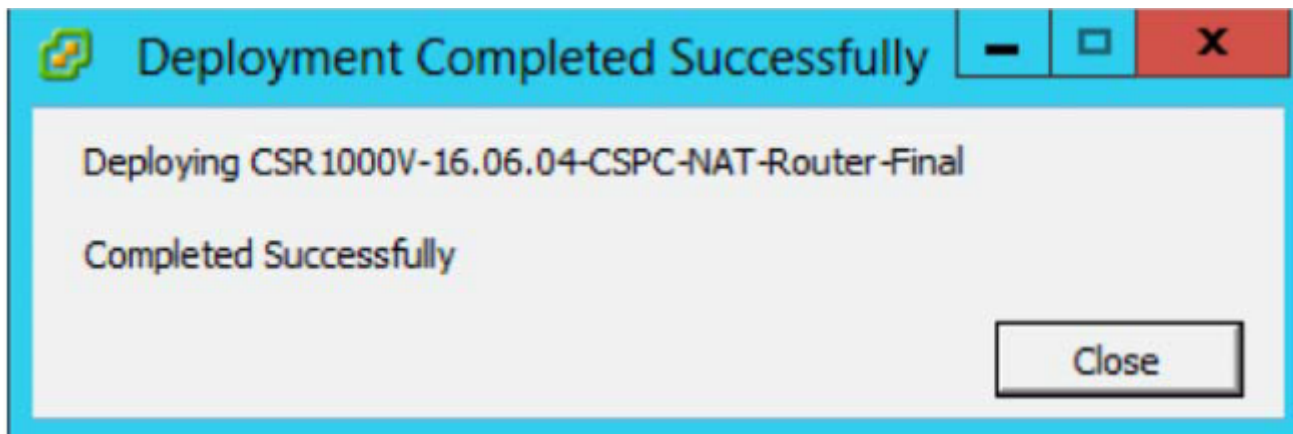 Deployment Completed Successfully
Deploying CSR1000V-16.06.04-CSPC-NAT-Router-Final
Completed Successfully
Close